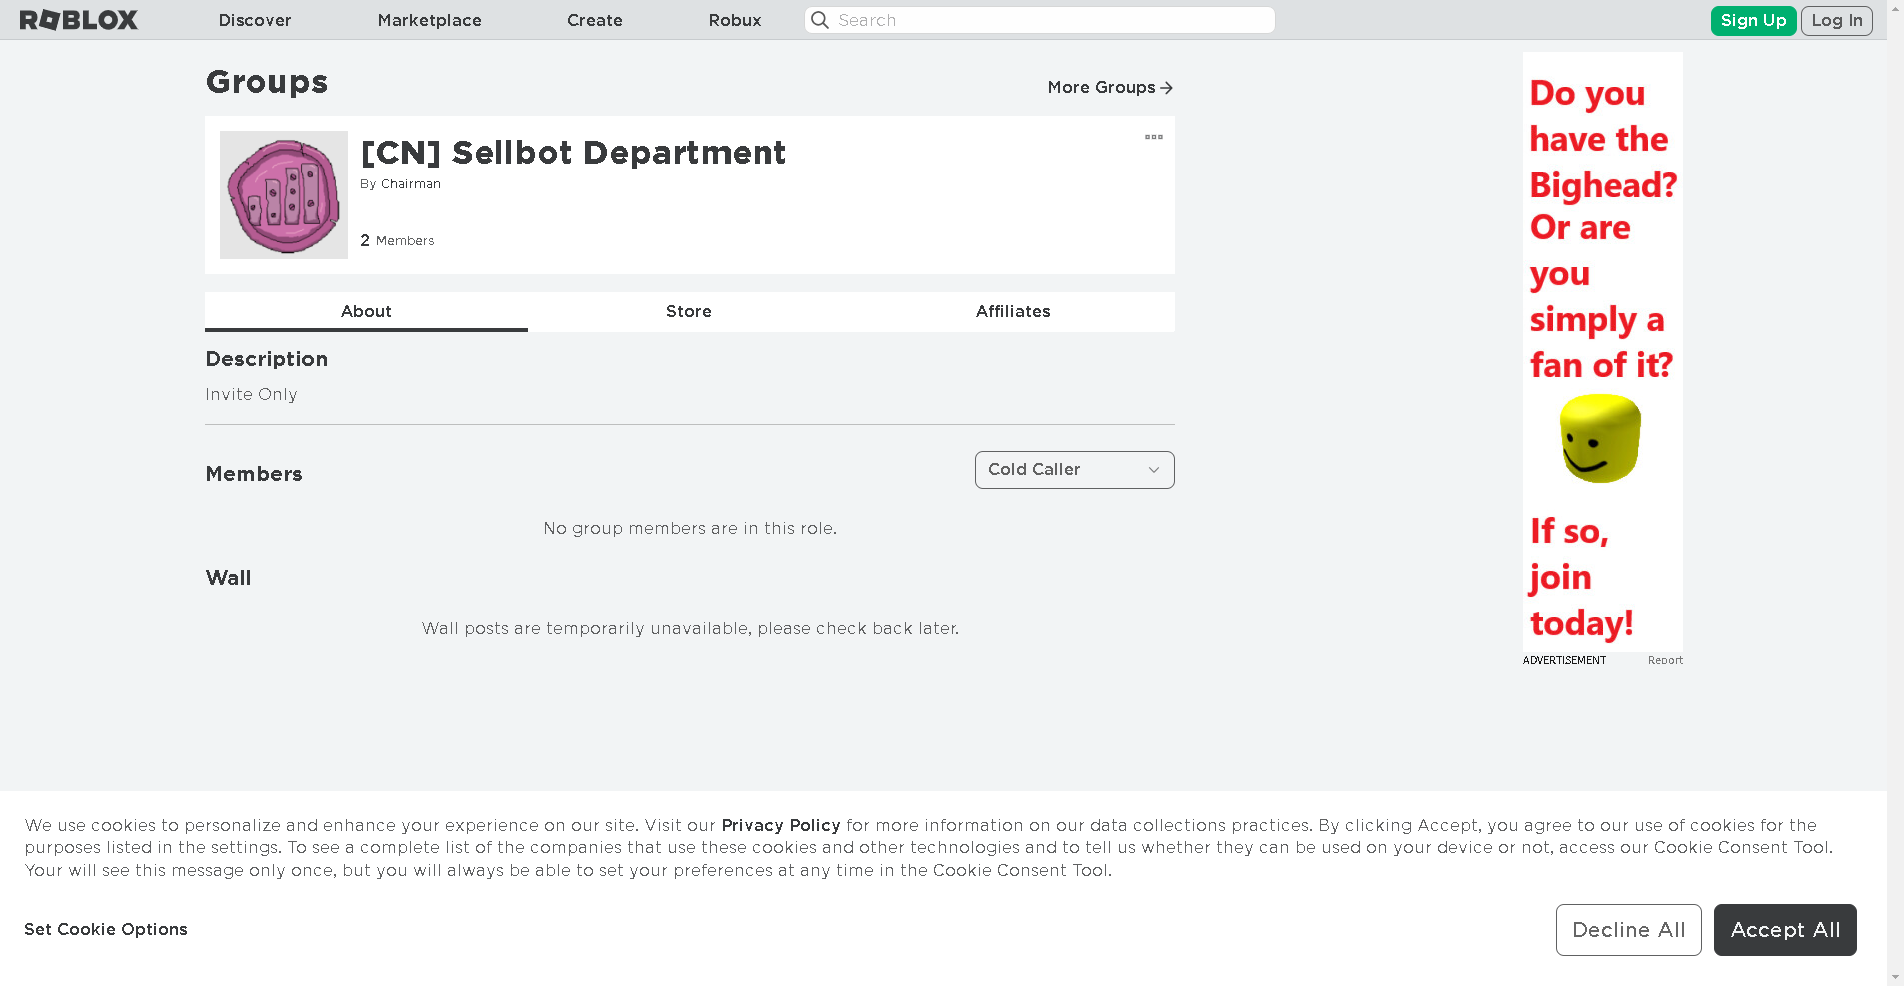 ROBLOX
Discover
Marketplace
Create
Robux
Search
Sign Up
Log In
Groups
More Groups
[CN] Sellbot Department
By Chairman
2 Members
About
Store
Affiliates
Description
Invite Only
Members
Cold Caller
No group members are in this role.
Wall
Wall posts are temporarily unavailable, please check back later.
Do you
have the
Bighead?
Or are
you
simply a
fan of it?
If so,
join
today!
ADVERTISEMENT
Report
We use cookies to personalize and enhance your experience on our site. Visit our Privacy Policy for more information on our data collections practices. By clicking Accept, you agree to our use of cookies for the
purposes listed in the settings. To see a complete list of the companies that use these cookies and other technologies and to tell us whether they can be used on your device or not, access our Cookie Consent Tool.
Your will see this message only once, but you will always be able to set your preferences at any time in the Cookie Consent Tool.
Set Cookie Options
Decline All
Accept All